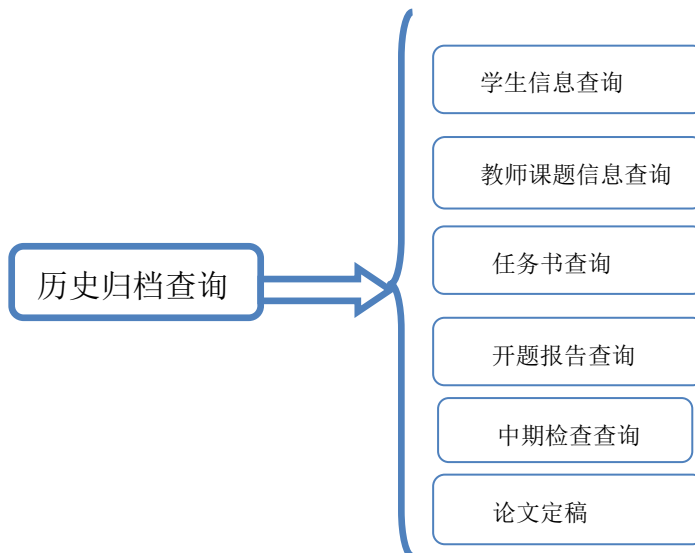 学生信息查询
教师课题信息查询
任务书查询
历史归档查询
开题报告查询
中期检查查询
论文定稿